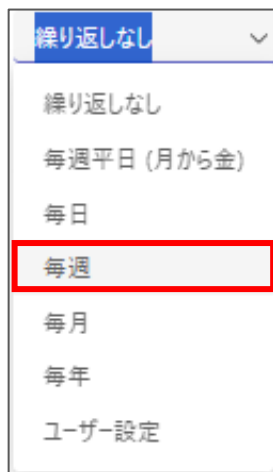 繰り返しなし
繰り返しなし
毎週平日 (月から金)
毎日
毎週
毎月
毎年
ユーザー設定